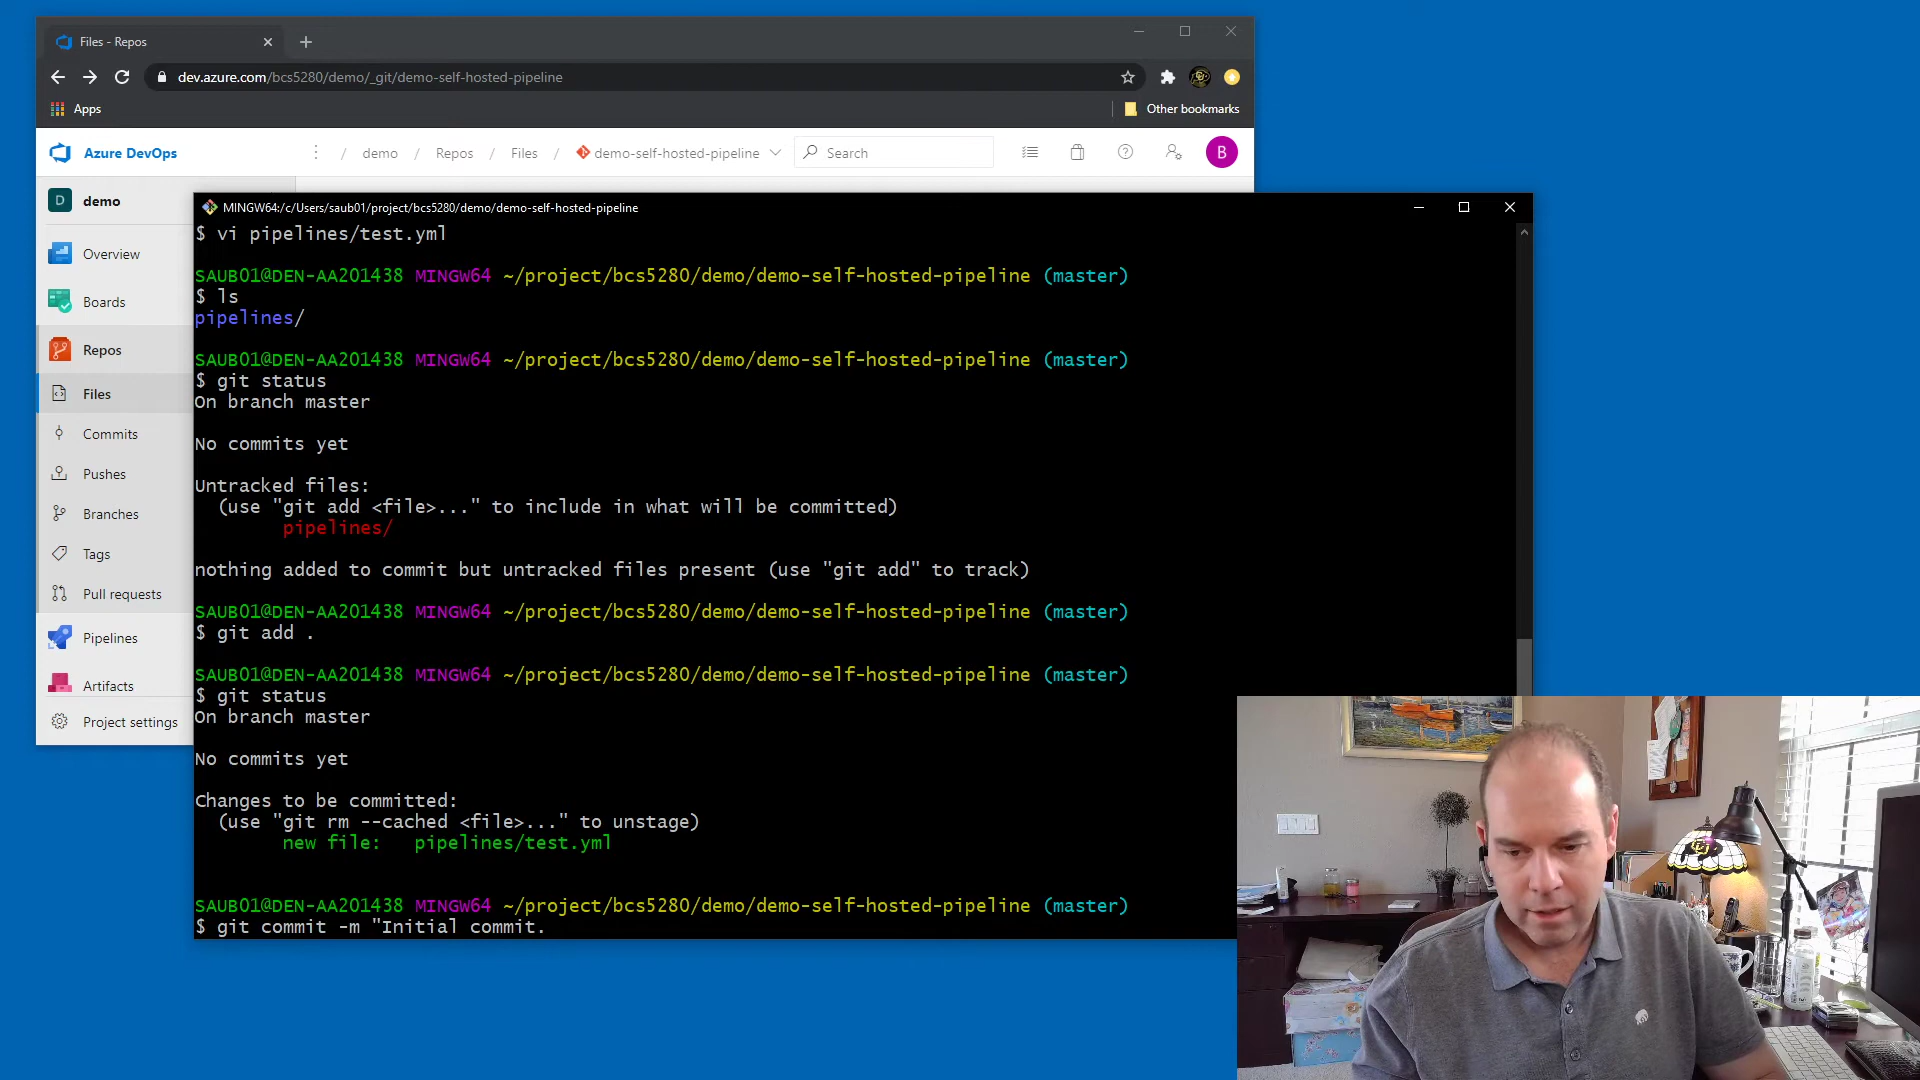 Files - Repos
dev.azure.com/bcs5280/demo/_git/demo-self-hosted-pipeline
Apps
Other bookmarks
Azure DevOps
/ demo / Repos / Files / demo-self-hosted-pipeline
Search
B
D
demo
Overview
Boards
Repos
Files
Commits
Pushes
Branches
Tags
Pull requests
Pipelines
Artifacts
Project settings
MINGW64:/c/Users/saub01/project/bcs5280/demo/demo-self-hosted-pipeline
$ vi pipelines/test.yml
SAUB01@DEN-AA201438 MINGW64 ~/project/bcs5280/demo/demo-self-hosted-pipeline (master)
$ ls
pipelines/
SAUB01@DEN-AA201438 MINGW64 ~/project/bcs5280/demo/demo-self-hosted-pipeline (master)
$ git status
On branch master
No commits yet
Untracked files:
(use "git add <file>..." to include in what will be committed)
pipelines/
nothing added to commit but untracked files present (use "git add" to track)
SAUB01@DEN-AA201438 MINGW64 ~/project/bcs5280/demo/demo-self-hosted-pipeline (master)
$ git add .
SAUB01@DEN-AA201438 MINGW64 ~/project/bcs5280/demo/demo-self-hosted-pipeline (master)
$ git status
On branch master
No commits yet
Changes to be committed:
(use "git rm --cached <file>..." to unstage)
new file:   pipelines/test.yml
SAUB01@DEN-AA201438 MINGW64 ~/project/bcs5280/demo/demo-self-hosted-pipeline (master)
$ git commit -m "Initial commit.